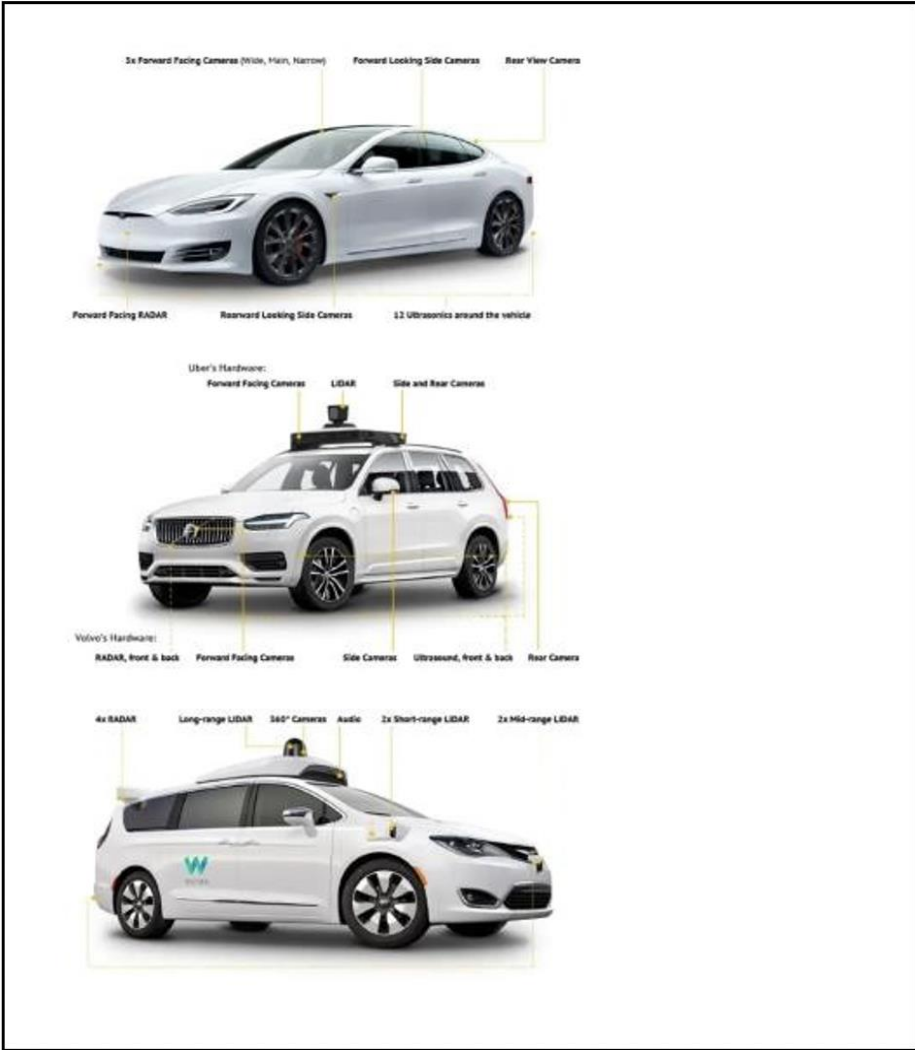 3x Forward Facing Cameras (Wide, Main, Narrow) Forward Looking Side Cameras Rear View Camera
Forward Facing RADAR Rearward Looking Side Cameras 12 Ultrasonics around the vehicle
Uber's Hardware:
Forward Facing Cameras LiDAR Side and Rear Cameras
Volvo's Hardware:
RADAR, front & back Forward Facing Cameras Side Cameras Ultrasound, front & back Rear Camera
4x RADAR Long-range LiDAR 360° Cameras Audio 2x Short-range LiDAR 2x Mid-range LiDAR
W